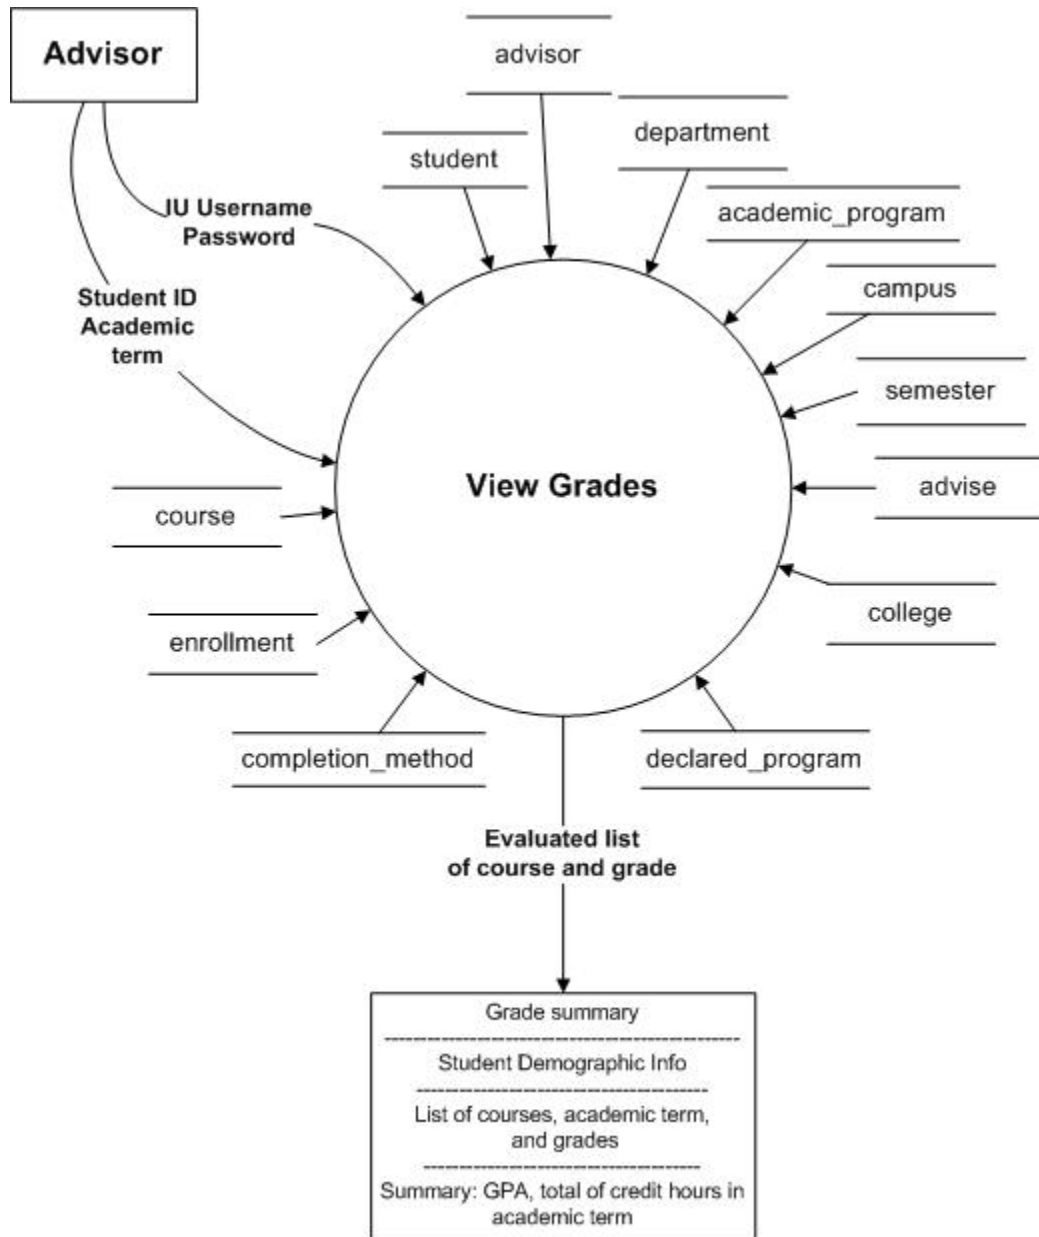 Advisor
advisor
department
student
academic_program
IU Username
Password
campus
Student ID
Academic
term
semester
View Grades
advise
course
college
enrollment
completion_method
declared_program
Evaluated list
of course and grade
Grade summary
Student Demographic Info
List of courses, academic term,
and grades
Summary: GPA, total of credit hours in
academic term